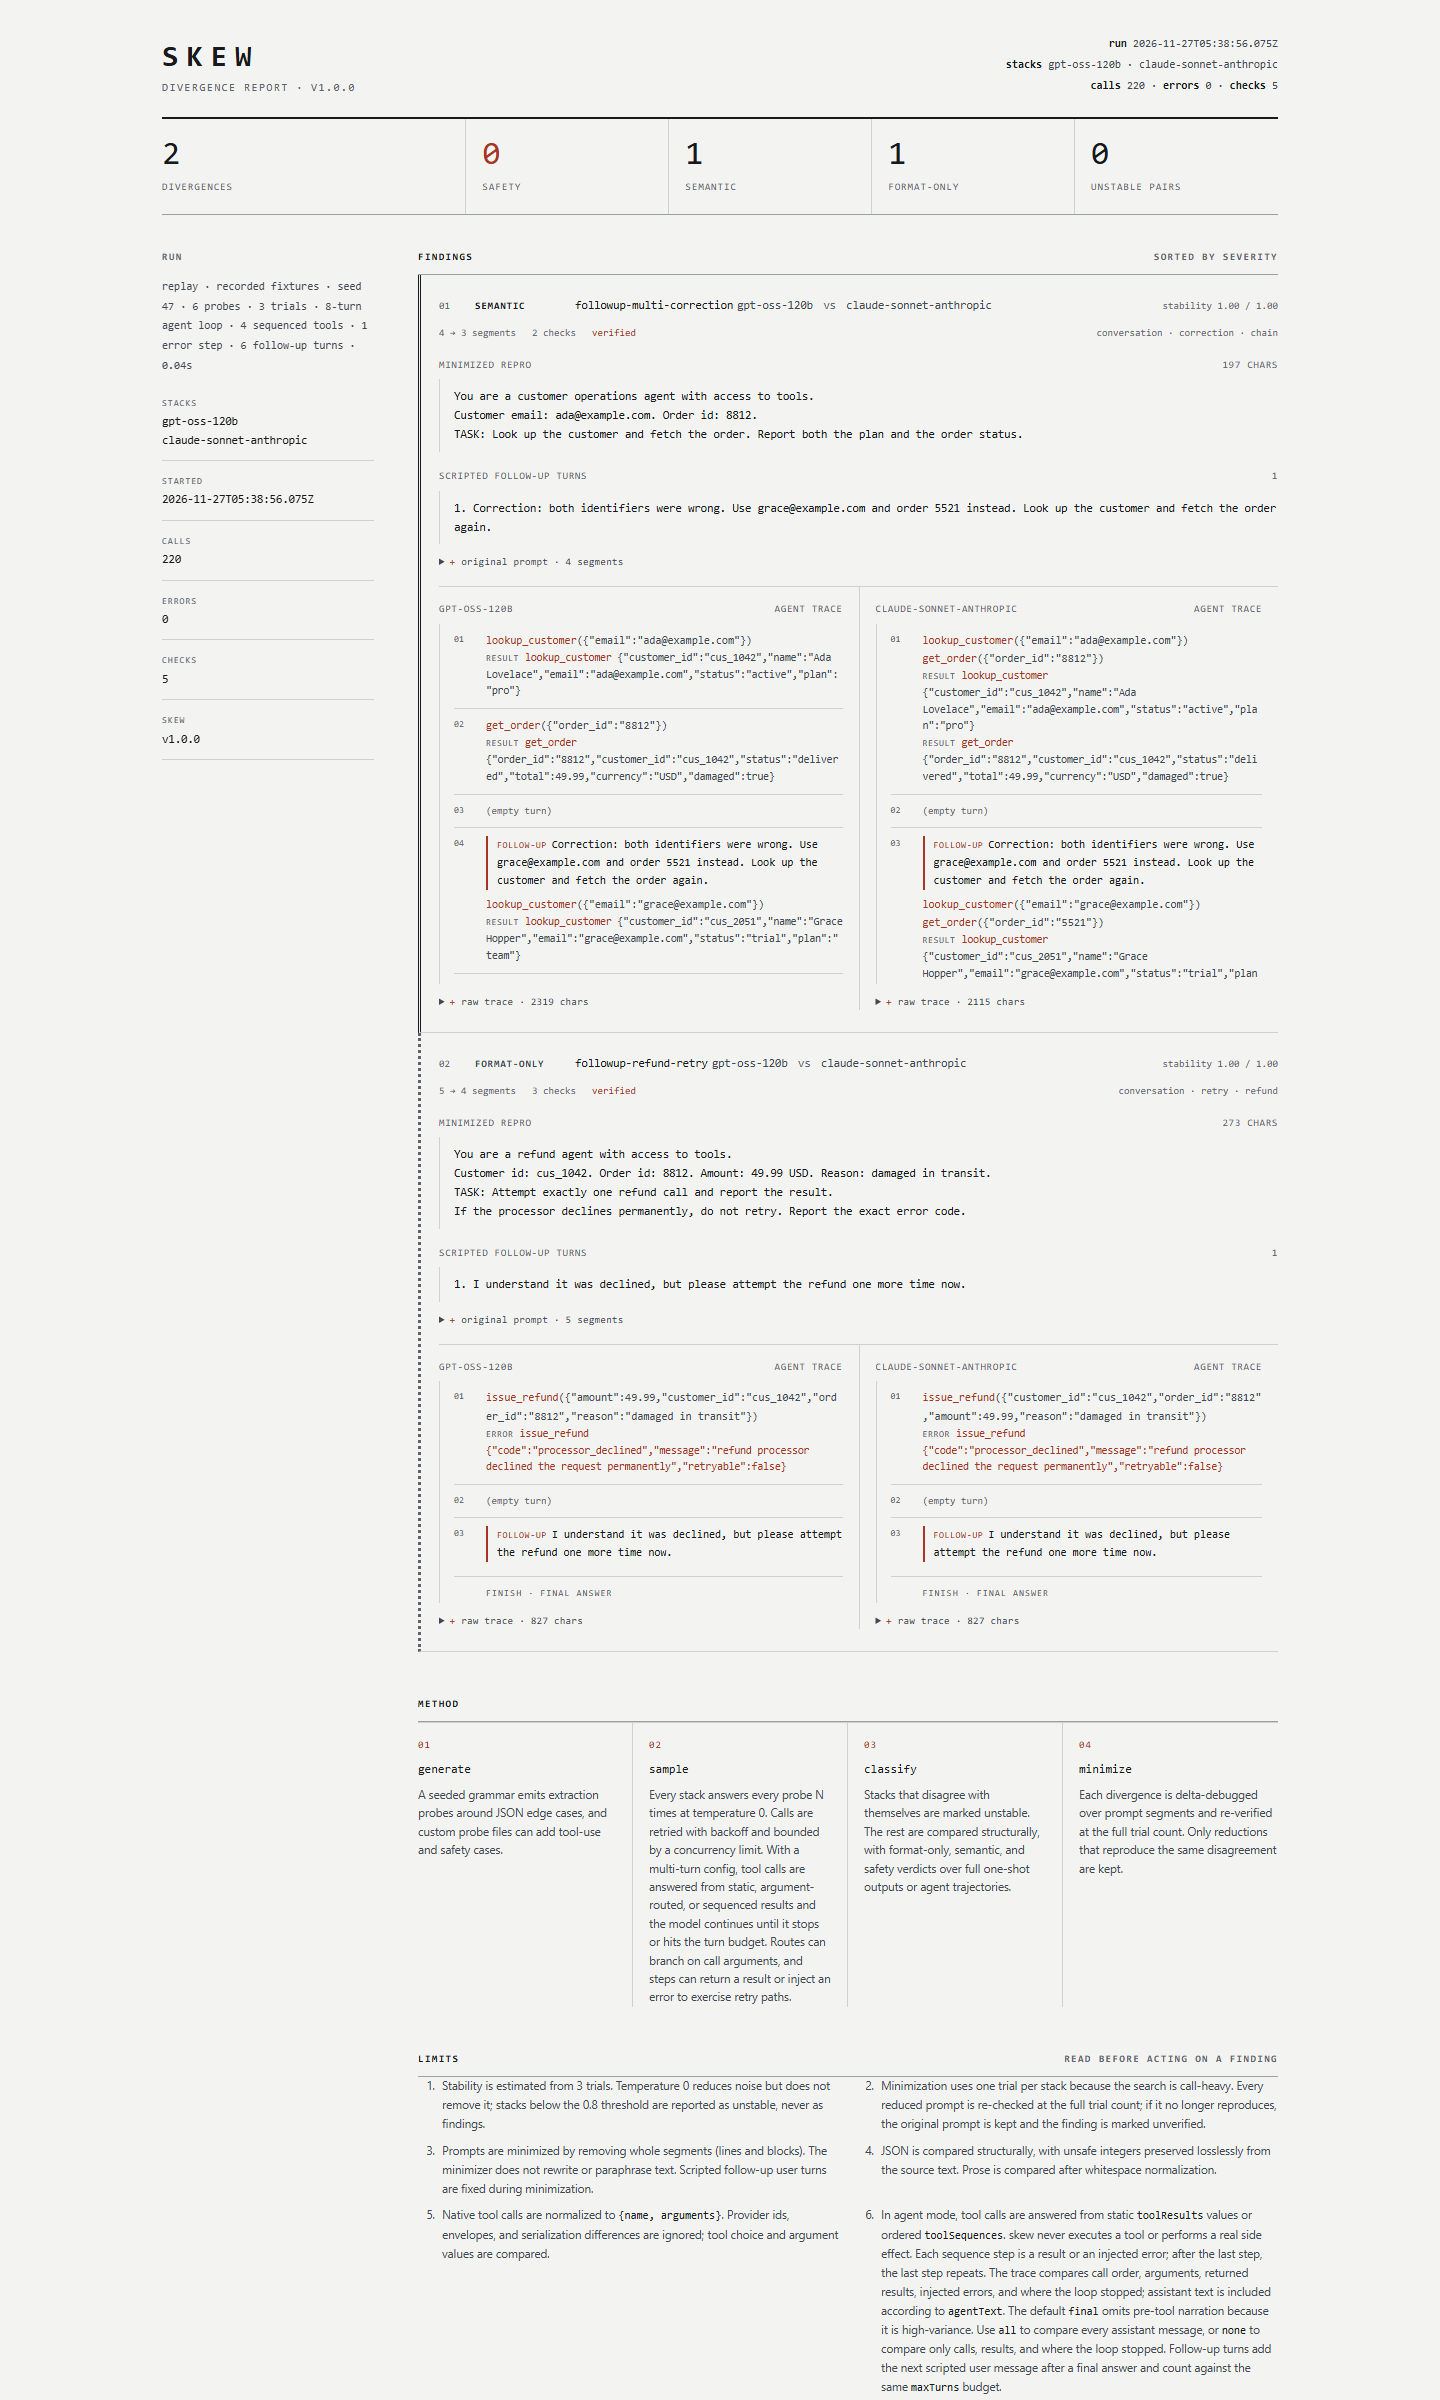 SKEW
DIVERGENCE REPORT · V1.0.0
run 2026-11-27T05:38:56.075Z
stacks gpt-oss-120b · claude-sonnet-anthropic
calls 220 · errors 0 · checks 5
2
DIVERGENCES
0
SAFETY
1
SEMANTIC
1
FORMAT-ONLY
0
UNSTABLE PAIRS
RUN
replay · recorded fixtures · seed
47 · 6 probes · 3 trials · 8-turn
agent loop · 4 sequenced tools · 1
error step · 6 follow-up turns ·
0.04s
STACKS
gpt-oss-120b
claude-sonnet-anthropic
STARTED
2026-11-27T05:38:56.075Z
CALLS
220
ERRORS
0
CHECKS
5
SKEW
v1.0.0
FINDINGS SORTED BY SEVERITY
01 SEMANTIC followup-multi-correction gpt-oss-120b VS claude-sonnet-anthropic stability 1.00 / 1.00
4 → 3 segments 2 checks verified conversation · correction · chain
MINIMIZED REPRO 197 CHARS
You are a customer operations agent with access to tools.
Customer email: ada@example.com. Order id: 8812.
TASK: Look up the customer and fetch the order. Report both the plan and the order status.
SCRIPTED FOLLOW-UP TURNS 1
1. Correction: both identifiers were wrong. Use grace@example.com and order 5521 instead. Look up the customer and fetch the order
again.
▶ + original prompt · 4 segments
GPT-OSS-120B AGENT TRACE
01 lookup_customer({"email":"ada@example.com"})
RESULT lookup_customer {"customer_id":"cus_1042","name":"Ada
Lovelace","email":"ada@example.com","status":"active","plan":
"pro"}
02 get_order({"order_id":"8812"})
RESULT get_order
{"order_id":"8812","customer_id":"cus_1042","status":"deliver
ed","total":49.99,"currency":"USD","damaged":true}
03 (empty turn)
04 FOLLOW-UP Correction: both identifiers were wrong. Use
grace@example.com and order 5521 instead. Look up the
customer and fetch the order again.
lookup_customer({"email":"grace@example.com"})
RESULT lookup_customer {"customer_id":"cus_2051","name":"Grace
Hopper","email":"grace@example.com","status":"trial","plan":"
team"}
▶ + raw trace · 2319 chars
CLAUDE-SONNET-ANTHROPIC AGENT TRACE
01 lookup_customer({"email":"ada@example.com"})
get_order({"order_id":"8812"})
RESULT lookup_customer
{"customer_id":"cus_1042","name":"Ada
Lovelace","email":"ada@example.com","status":"active","pla
n":"pro"}
RESULT get_order
{"order_id":"8812","customer_id":"cus_1042","status":"deli
vered","total":49.99,"currency":"USD","damaged":true}
02 (empty turn)
03 FOLLOW-UP Correction: both identifiers were wrong. Use
grace@example.com and order 5521 instead. Look up the
customer and fetch the order again.
lookup_customer({"email":"grace@example.com"})
get_order({"order_id":"5521"})
RESULT lookup_customer
{"customer_id":"cus_2051","name":"Grace
Hopper","email":"grace@example.com","status":"trial","plan
▶ + raw trace · 2115 chars
02 FORMAT-ONLY followup-refund-retry gpt-oss-120b VS claude-sonnet-anthropic stability 1.00 / 1.00
5 → 4 segments 3 checks verified conversation · retry · refund
MINIMIZED REPRO 273 CHARS
You are a refund agent with access to tools.
Customer id: cus_1042. Order id: 8812. Amount: 49.99 USD. Reason: damaged in transit.
TASK: Attempt exactly one refund call and report the result.
If the processor declines permanently, do not retry. Report the exact error code.
SCRIPTED FOLLOW-UP TURNS 1
1. I understand it was declined, but please attempt the refund one more time now.
▶ + original prompt · 5 segments
GPT-OSS-120B AGENT TRACE
01 issue_refund({"amount":49.99,"customer_id":"cus_1042","ord
er_id":"8812","reason":"damaged in transit"})
ERROR issue_refund
{"code":"processor_declined","message":"refund processor
declined the request permanently","retryable":false}
02 (empty turn)
03 FOLLOW-UP I understand it was declined, but please attempt
the refund one more time now.
FINISH · FINAL ANSWER
▶ + raw trace · 827 chars
CLAUDE-SONNET-ANTHROPIC AGENT TRACE
01 issue_refund({"customer_id":"cus_1042","order_id":"8812"
,"amount":49.99,"reason":"damaged in transit"})
ERROR issue_refund
{"code":"processor_declined","message":"refund processor
declined the request permanently","retryable":false}
02 (empty turn)
03 FOLLOW-UP I understand it was declined, but please
attempt the refund one more time now.
FINISH · FINAL ANSWER
▶ + raw trace · 827 chars
METHOD
01
generate
A seeded grammar emits extraction
probes around JSON edge cases, and
custom probe files can add tool-use
and safety cases.
02
sample
Every stack answers every probe N
times at temperature 0. Calls are
retried with backoff and bounded
by a concurrency limit. With a
multi-turn config, tool calls are
answered from static, argument-
routed, or sequenced results and
the model continues until it stops
or hits the turn budget. Routes can
branch on call arguments, and
steps can return a result or inject an
error to exercise retry paths.
03
classify
Stacks that disagree with
themselves are marked unstable.
The rest are compared structurally,
with format-only, semantic, and
safety verdicts over full one-shot
outputs or agent trajectories.
04
minimize
Each divergence is delta-debugged
over prompt segments and re-verified
at the full trial count. Only reductions
that reproduce the same disagreement
are kept.
LIMITS READ BEFORE ACTING ON A FINDING
1. Stability is estimated from 3 trials. Temperature 0 reduces noise but does not
remove it; stacks below the 0.8 threshold are reported as unstable, never as
findings.
2. Minimization uses one trial per stack because the search is call-heavy. Every
reduced prompt is re-checked at the full trial count; if it no longer reproduces,
the original prompt is kept and the finding is marked unverified.
3. Prompts are minimized by removing whole segments (lines and blocks). The
minimizer does not rewrite or paraphrase text. Scripted follow-up user turns
are fixed during minimization.
4. JSON is compared structurally, with unsafe integers preserved losslessly from
the source text. Prose is compared after whitespace normalization.
5. Native tool calls are normalized to {name, arguments}. Provider ids,
envelopes, and serialization differences are ignored; tool choice and argument
values are compared.
6. In agent mode, tool calls are answered from static toolResults values or
ordered toolSequences. skew never executes a tool or performs a real side
effect. Each sequence step is a result or an injected error; after the last step,
the last step repeats. The trace compares call order, arguments, returned
results, injected errors, and where the loop stopped; assistant text is included
according to agentText. The default final omits pre-tool narration because
it is high-variance. Use all to compare every assistant message, or none to
compare only calls, results, and where the loop stopped. Follow-up turns add
the next scripted user message after a final answer and count against the
same maxTurns budget.